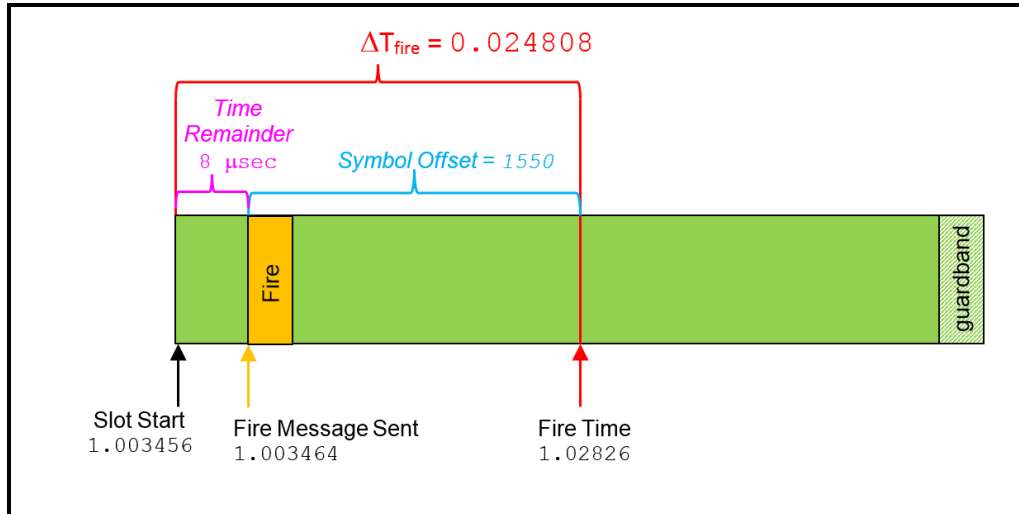 ΔTfire = 0.024808
Time
Remainder
8 μsec
Symbol Offset = 1550
Fire
guardband
Slot Start
1.003456
Fire Message Sent
1.003464
Fire Time
1.02826